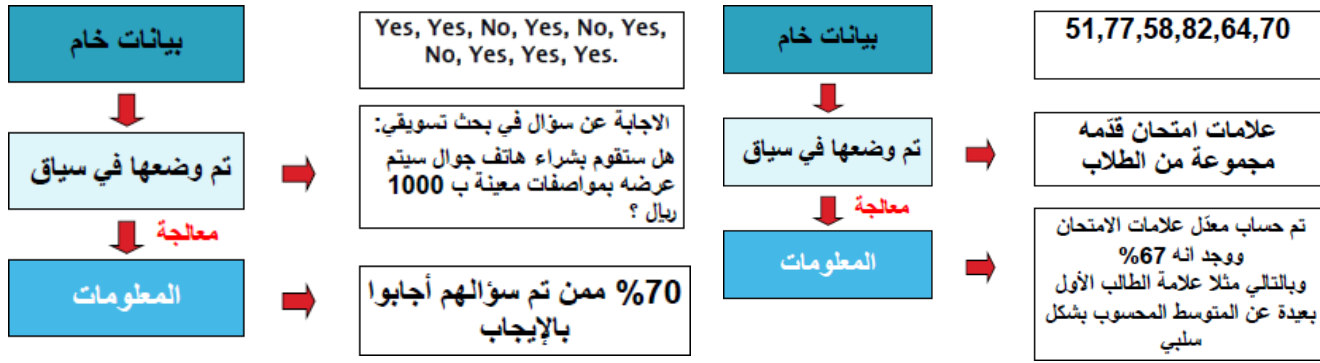 بيانات خام
Yes, Yes, No, Yes, No, Yes,
No, Yes, Yes, Yes.
تم وضعها في سياق
الاجابة عن سؤال في بحث تسويقي:
هل ستقوم بشراء هاتف جوال سيتم
عرضه بمواصفات معينة ب 1000
ريال ؟
معالجة
المعلومات
70% ممن تم سؤالهم أجابوا
بالإيجاب
بيانات خام
51,77,58,82,64,70
تم وضعها في سياق
علامات امتحان قدّمه
مجموعة من الطلاب
معالجة
المعلومات
تم حساب معدّل علامات الامتحان
ووجد انه 67%
وبالتالي مثلا علامة الطالب الأول
بعيدة عن المتوسط المحسوب بشكل
سلبي